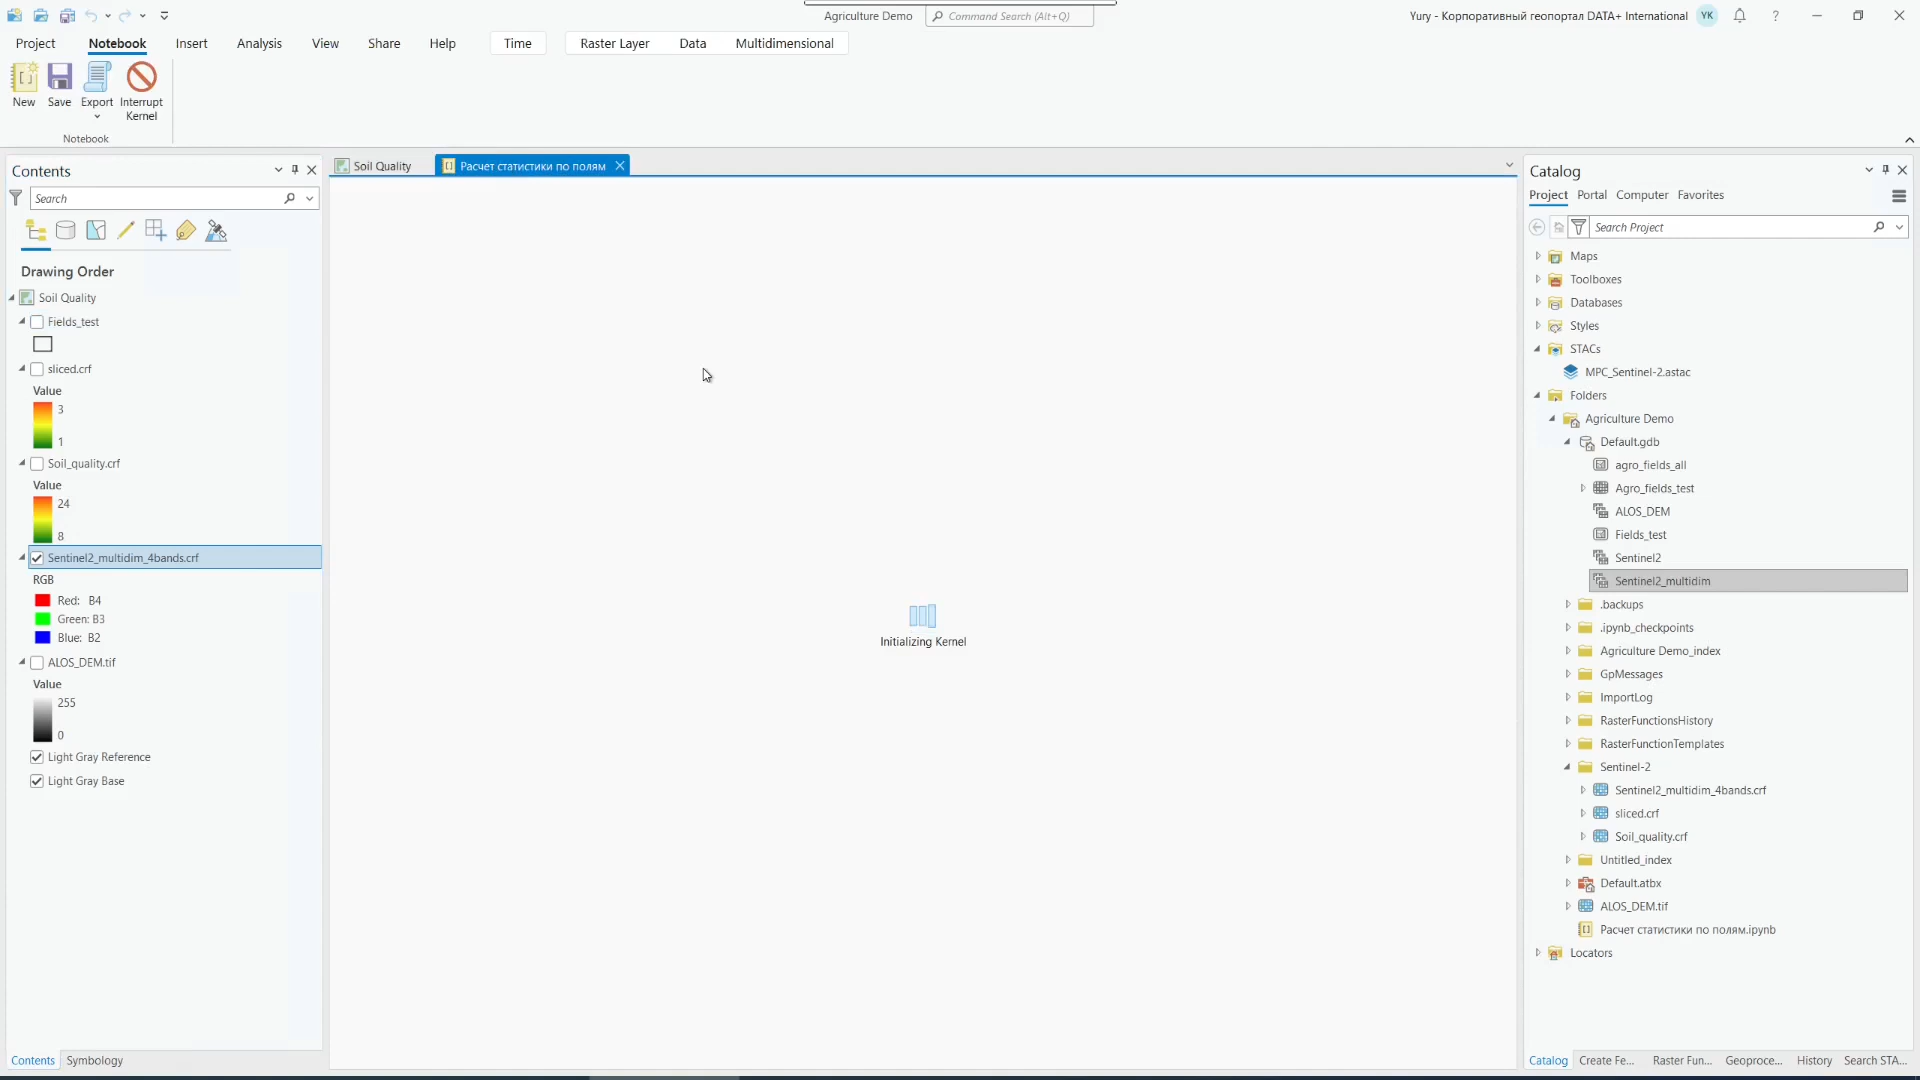 Agriculture Demo
Command Search (Alt+Q)
Yury - Корпоративный геопортал DATA+ International
YK
?
Project
Notebook
Insert
Analysis
View
Share
Help
Time
Raster Layer
Data
Multidimensional
New
Save
Export
Interrupt
Kernel
Notebook
Contents
Search
Drawing Order
Soil Quality
Fields_test
sliced.crf
Value
3
1
Soil_quality.crf
Value
24
8
Sentinel2_multidim_4bands.crf
RGB
Red: B4
Green: B3
Blue: B2
ALOS_DEM.tif
Value
255
0
Light Gray Reference
Light Gray Base
Contents
Symbology
Soil Quality
Расчет статистики по полям
Initializing Kernel
Catalog
Project
Portal
Computer
Favorites
Search Project
Maps
Toolboxes
Databases
Styles
STACs
MPC_Sentinel-2.astac
Folders
Agriculture Demo
Default.gdb
agro_fields_all
Agro_fields_test
ALOS_DEM
Fields_test
Sentinel2
Sentinel2_multidim
.backups
.ipynb_checkpoints
Agriculture Demo_index
GpMessages
ImportLog
RasterFunctionsHistory
RasterFunctionTemplates
Sentinel-2
Sentinel2_multidim_4bands.crf
sliced.crf
Soil_quality.crf
Untitled_index
Default.atbx
ALOS_DEM.tif
Расчет статистики по полям.ipynb
Locators
Catalog
Create Fe...
Raster Fun...
Geoproce...
History
Search STA...